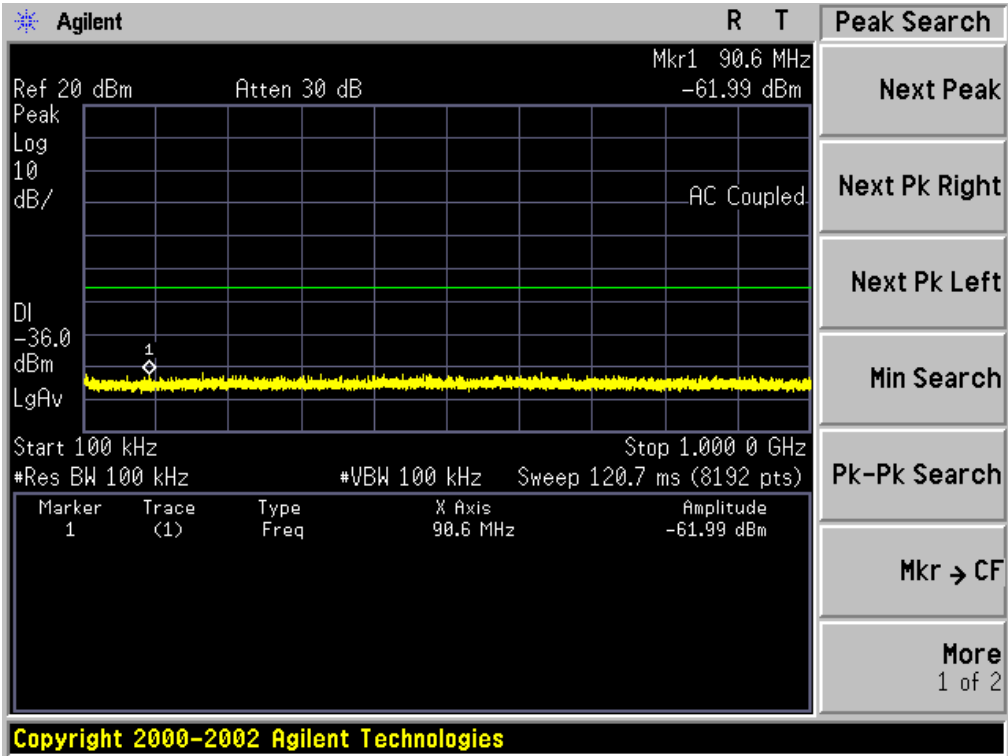 Agilent R T Peak Search
Mkr1 90.6 MHz
Ref 20 dBm Atten 30 dB -61.99 dBm
Peak
Log
10
dB/
AC Coupled
DI
-36.0
dBm
LgAv
1
Start 100 kHz Stop 1.000 0 GHz
#Res BW 100 kHz #VBW 100 kHz Sweep 120.7 ms (8192 pts)
Marker Trace Type X Axis Amplitude
1 (1) Freq 90.6 MHz -61.99 dBm
Next Peak
Next Pk Right
Next Pk Left
Min Search
Pk-Pk Search
Mkr → CF
More
1 of 2
Copyright 2000-2002 Agilent Technologies